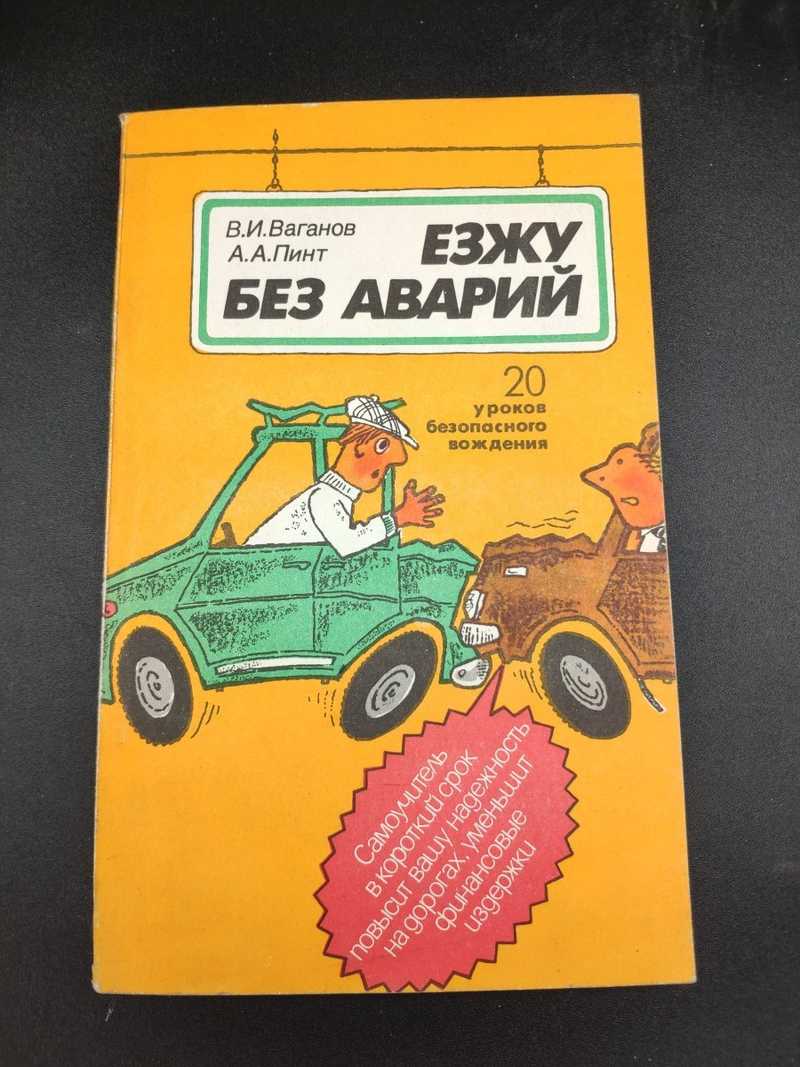 В.И.Ваганов
А.А.Пинт
ЕЗЖУ
БЕЗ АВАРИЙ
20
уроков
безопасного
вождения
Самоучитель
в короткий срок
повысит вашу надежность
на дорогах, уменьшит
финансовые
издержки